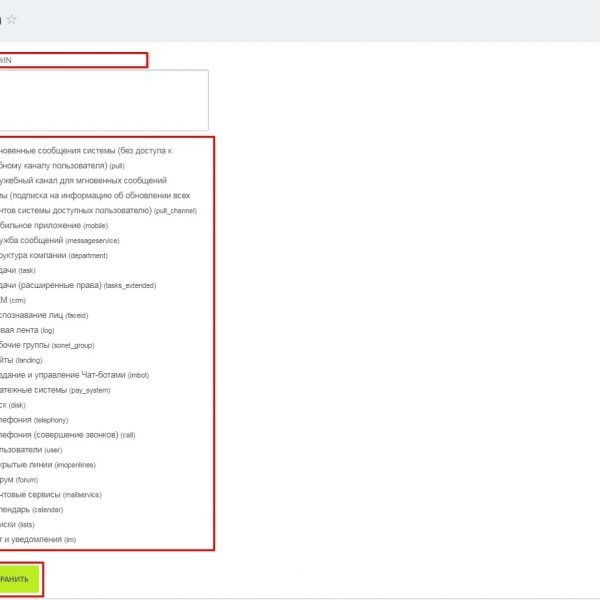 kIN
новенные сообщения системы (без доступа к
бному каналу пользователя) (pull)
ужебный канал для мгновенных сообщений
мы (подписка на информацию об обновлении всех
нтов системы доступных пользователю) (pull_channel)
бильное приложение (mobile)
ужба сообщений (messageservice)
руктура компании (department)
дачи (task)
дачи (расширенные права) (tasks_extended)
М (crm)
спознавание лиц (faceid)
вая лента (log)
бочие группы (sonet_group)
йты (landing)
здание и управление Чат-ботами (imbot)
атежные системы (pay_system)
ск (disk)
лефония (telephony)
лефония (совершение звонков) (call)
льзователи (user)
крытые линии (imopenlines)
рум (forum)
чтовые сервисы (mailservice)
лендарь (calendar)
иски (lists)
т и уведомления (im)
РАНИТЬ